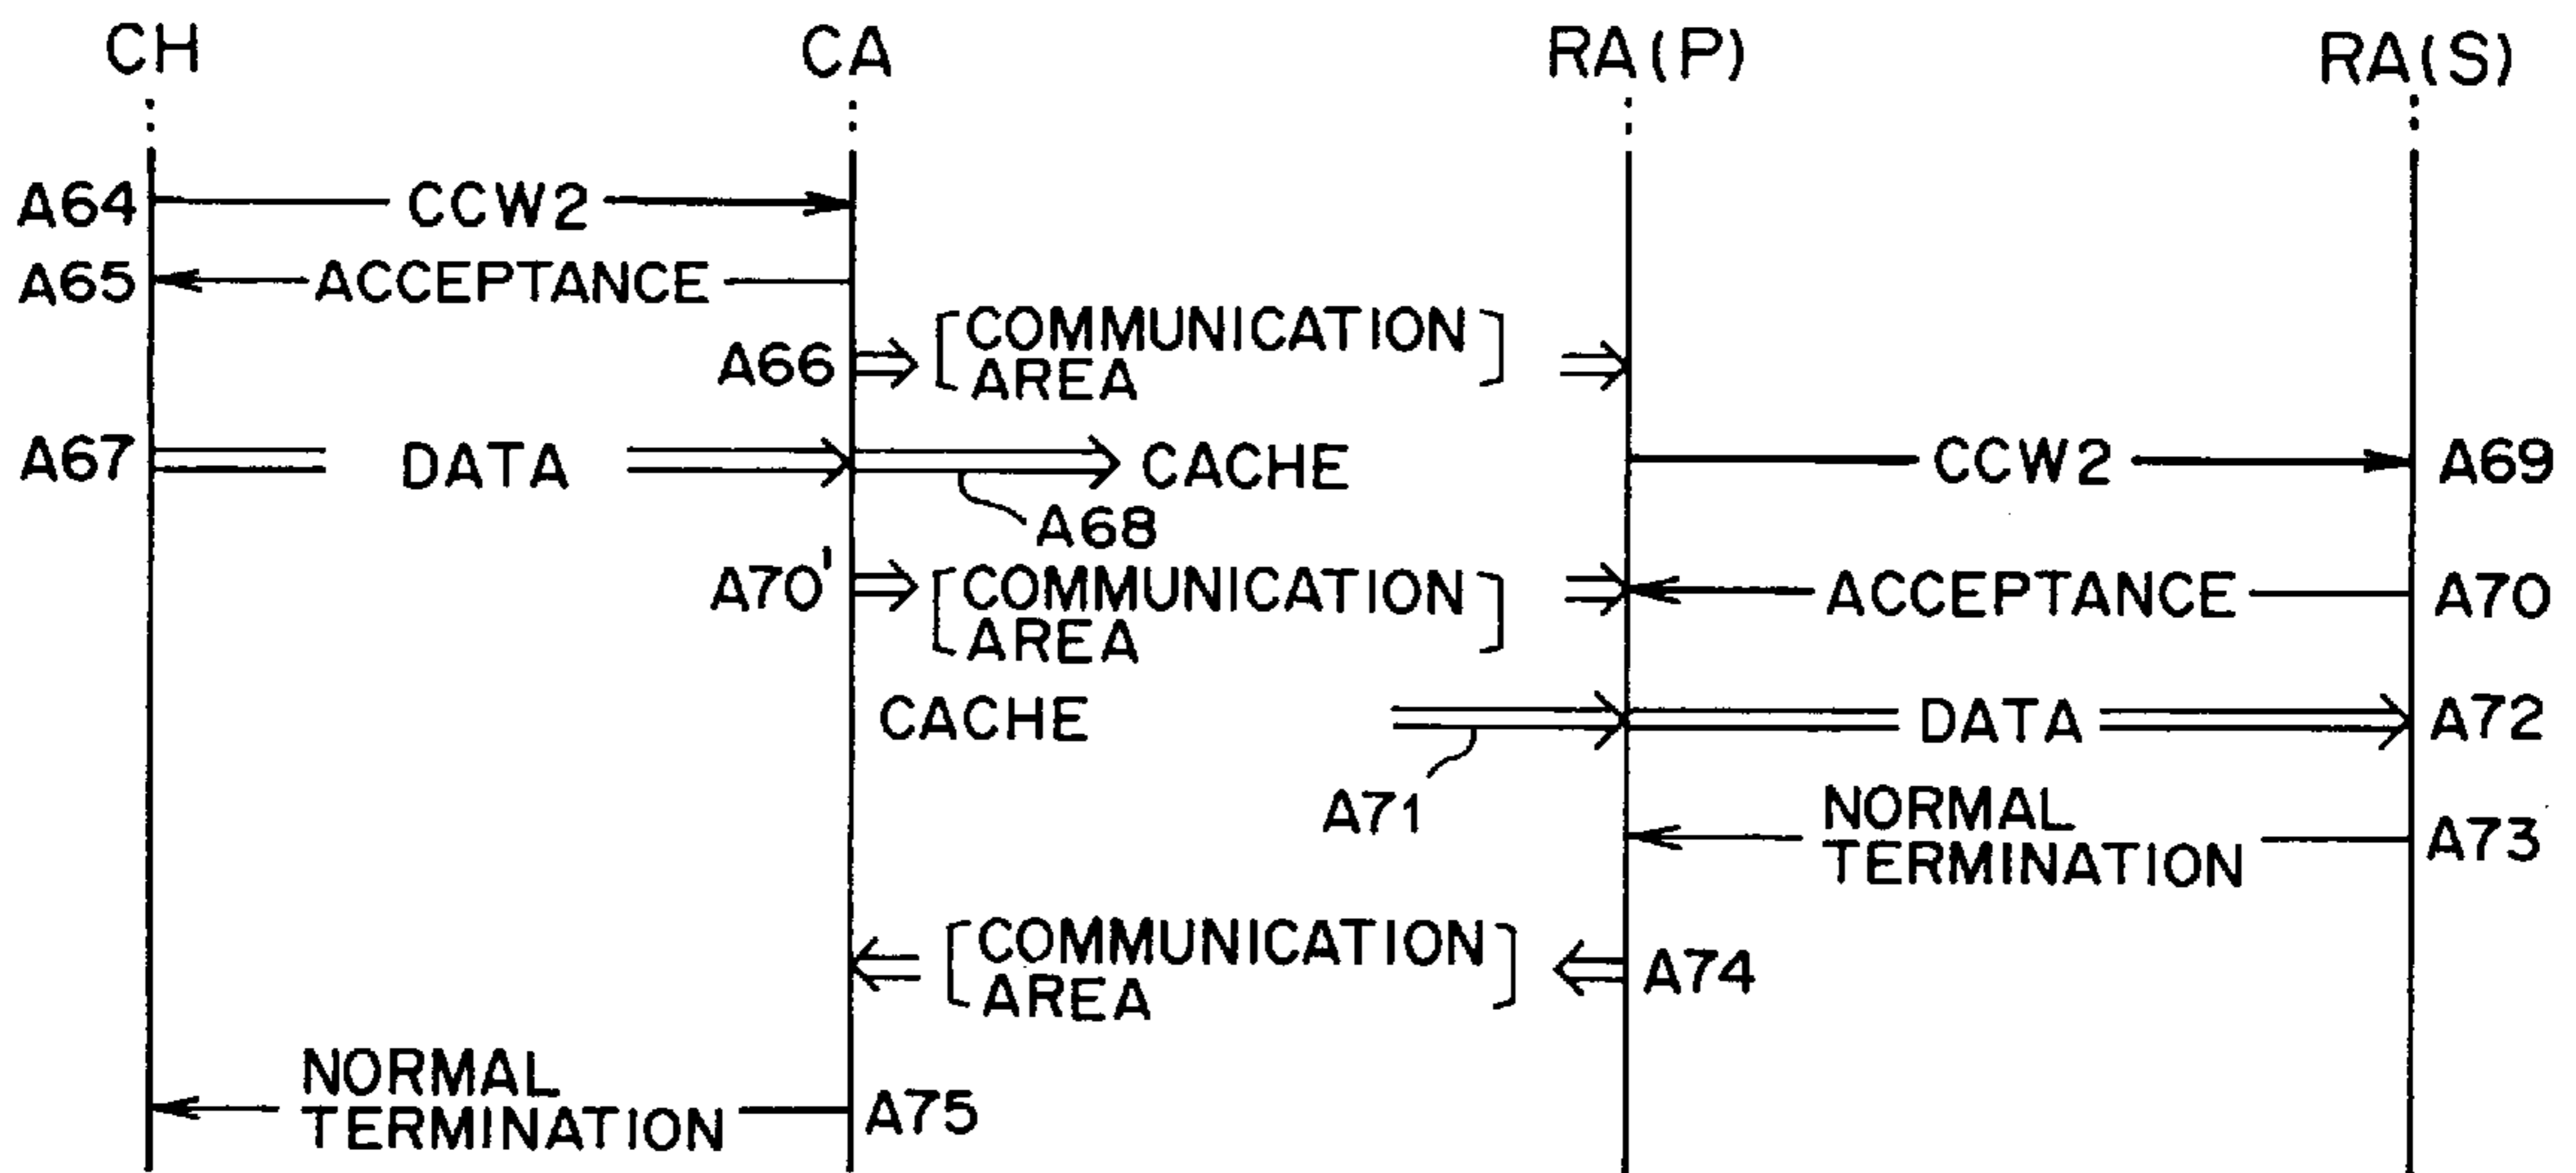 CH CA RA(P) RA(S)
A64 CCW2
A65 ACCEPTANCE
A66 [COMMUNICATION
AREA]
A67 DATA CACHE CCW2 A69
A68
A70' [COMMUNICATION
AREA] ACCEPTANCE A70
CACHE DATA A72
A71
NORMAL
TERMINATION A73
[COMMUNICATION
AREA] A74
NORMAL
TERMINATION A75